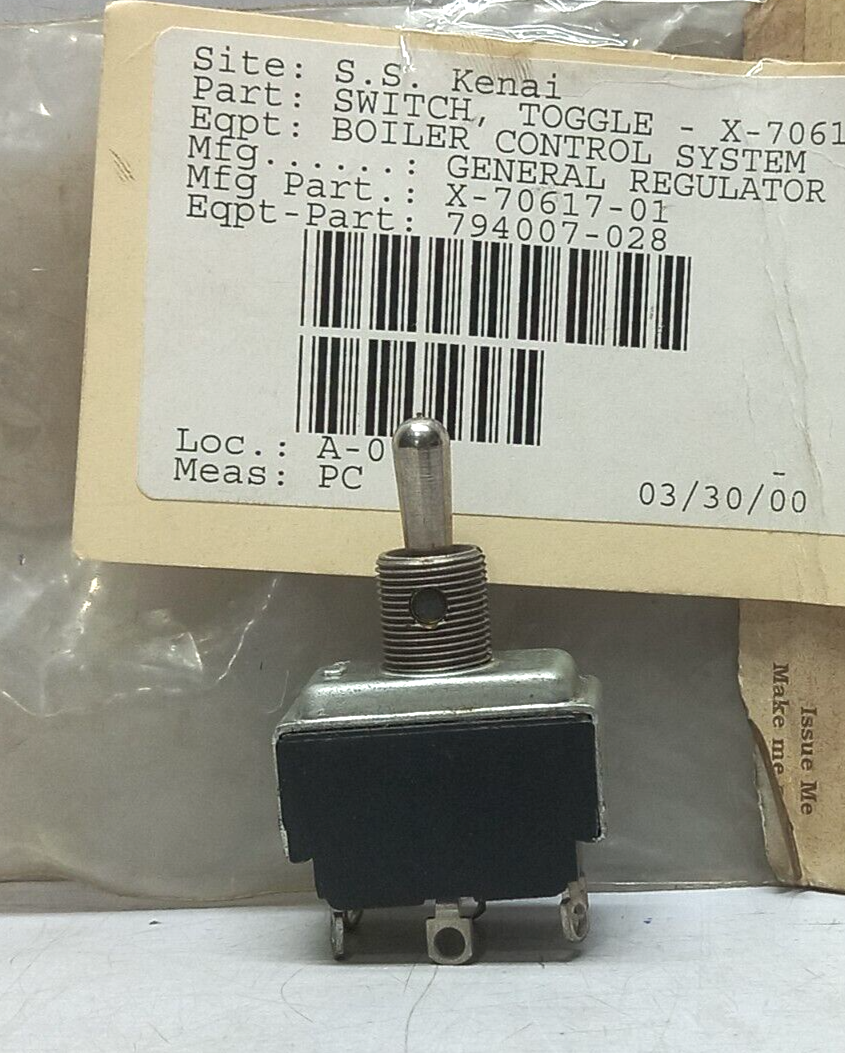 Site: S.S. Kenai
Part: SWITCH, TOGGLE - X-7061
Eqpt: BOILER CONTROL SYSTEM
Mfg......: GENERAL REGULATOR
Mfg Part.: X-70617-01
Eqpt-Part: 794007-028
Loc.: A-0
Meas: PC
-
03/30/00
Issue Me
Make me